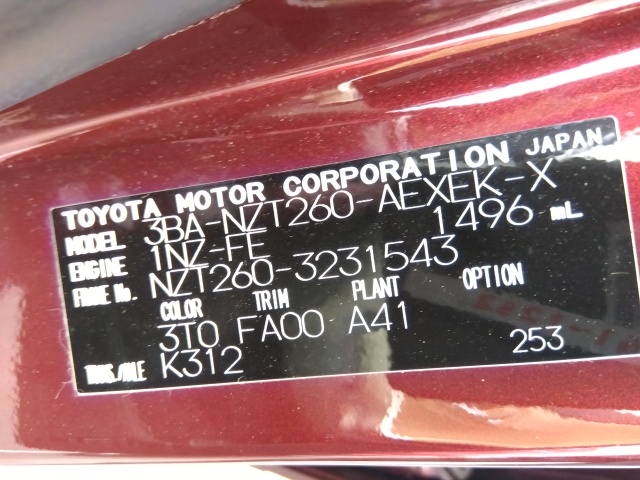 TOYOTA MOTOR CORPORATION JAPAN
MODEL 3BA-NZT260-AEXEK-X
ENGINE 1NZ-FE 1496 mL
FRAME No. NZT260-3231543
COLOR TRIM PLANT OPTION
3T0 FA00 A41
TRANS./AXLE K312 253